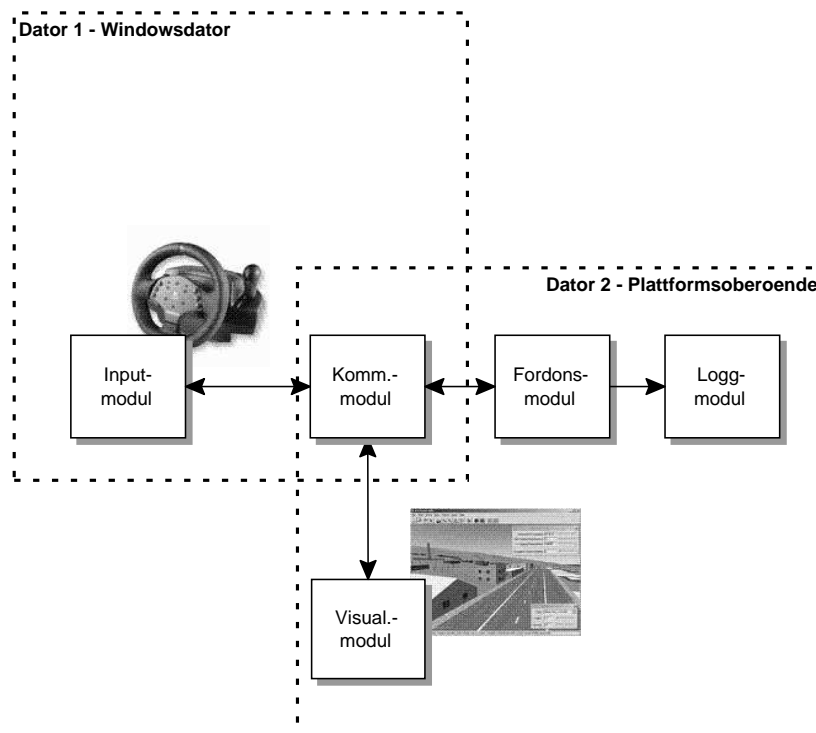 Dator 1 - Windowsdator
Dator 2 - Plattformsoberoende
Input-
modul
Komm.-
modul
Fordons-
modul
Logg-
modul
Visual.-
modul